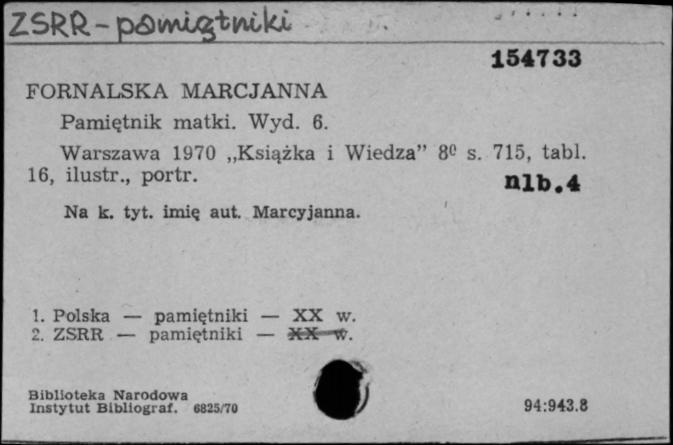 ZSRR - pamiętniki
154733
FORNALSKA MARCJANNA
Pamiętnik matki. Wyd. 6.
Warszawa 1970 „Książka i Wiedza” 8º s. 715, tabl.
16, ilustr., portr.
nlb.4
Na k. tyt. imię aut. Marcyjanna.
1. Polska — pamiętniki — XX w.
2. ZSRR — pamiętniki — XX w.
Biblioteka Narodowa
Instytut Bibliograf. 6825/70
94:943.8